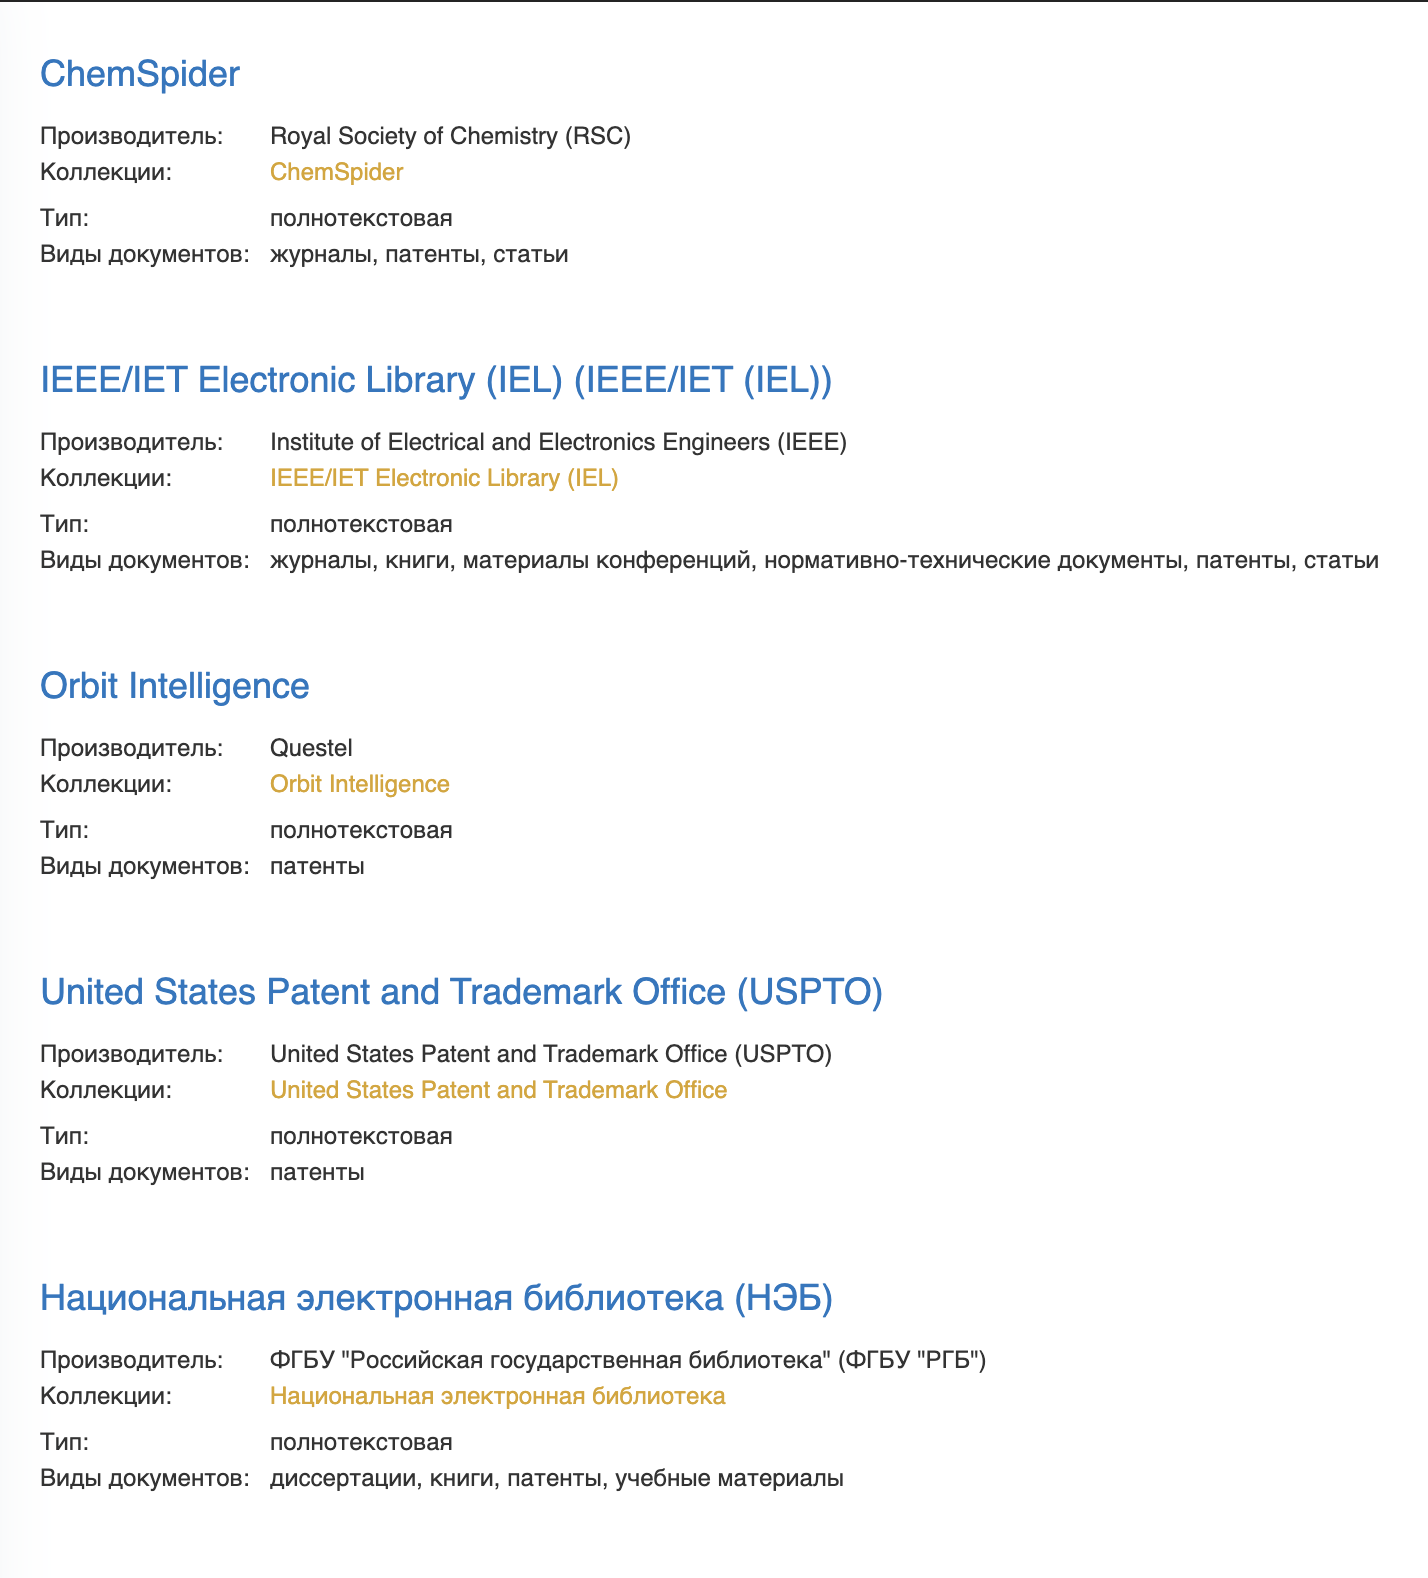 ChemSpider
Производитель: Royal Society of Chemistry (RSC)
Коллекции: ChemSpider
Тип: полнотекстовая
Виды документов: журналы, патенты, статьи
IEEE/IET Electronic Library (IEL) (IEEE/IET (IEL))
Производитель: Institute of Electrical and Electronics Engineers (IEEE)
Коллекции: IEEE/IET Electronic Library (IEL)
Тип: полнотекстовая
Виды документов: журналы, книги, материалы конференций, нормативно-технические документы, патенты, статьи
Orbit Intelligence
Производитель: Questel
Коллекции: Orbit Intelligence
Тип: полнотекстовая
Виды документов: патенты
United States Patent and Trademark Office (USPTO)
Производитель: United States Patent and Trademark Office (USPTO)
Коллекции: United States Patent and Trademark Office
Тип: полнотекстовая
Виды документов: патенты
Национальная электронная библиотека (НЭБ)
Производитель: ФГБУ "Российская государственная библиотека" (ФГБУ "РГБ")
Коллекции: Национальная электронная библиотека
Тип: полнотекстовая
Виды документов: диссертации, книги, патенты, учебные материалы